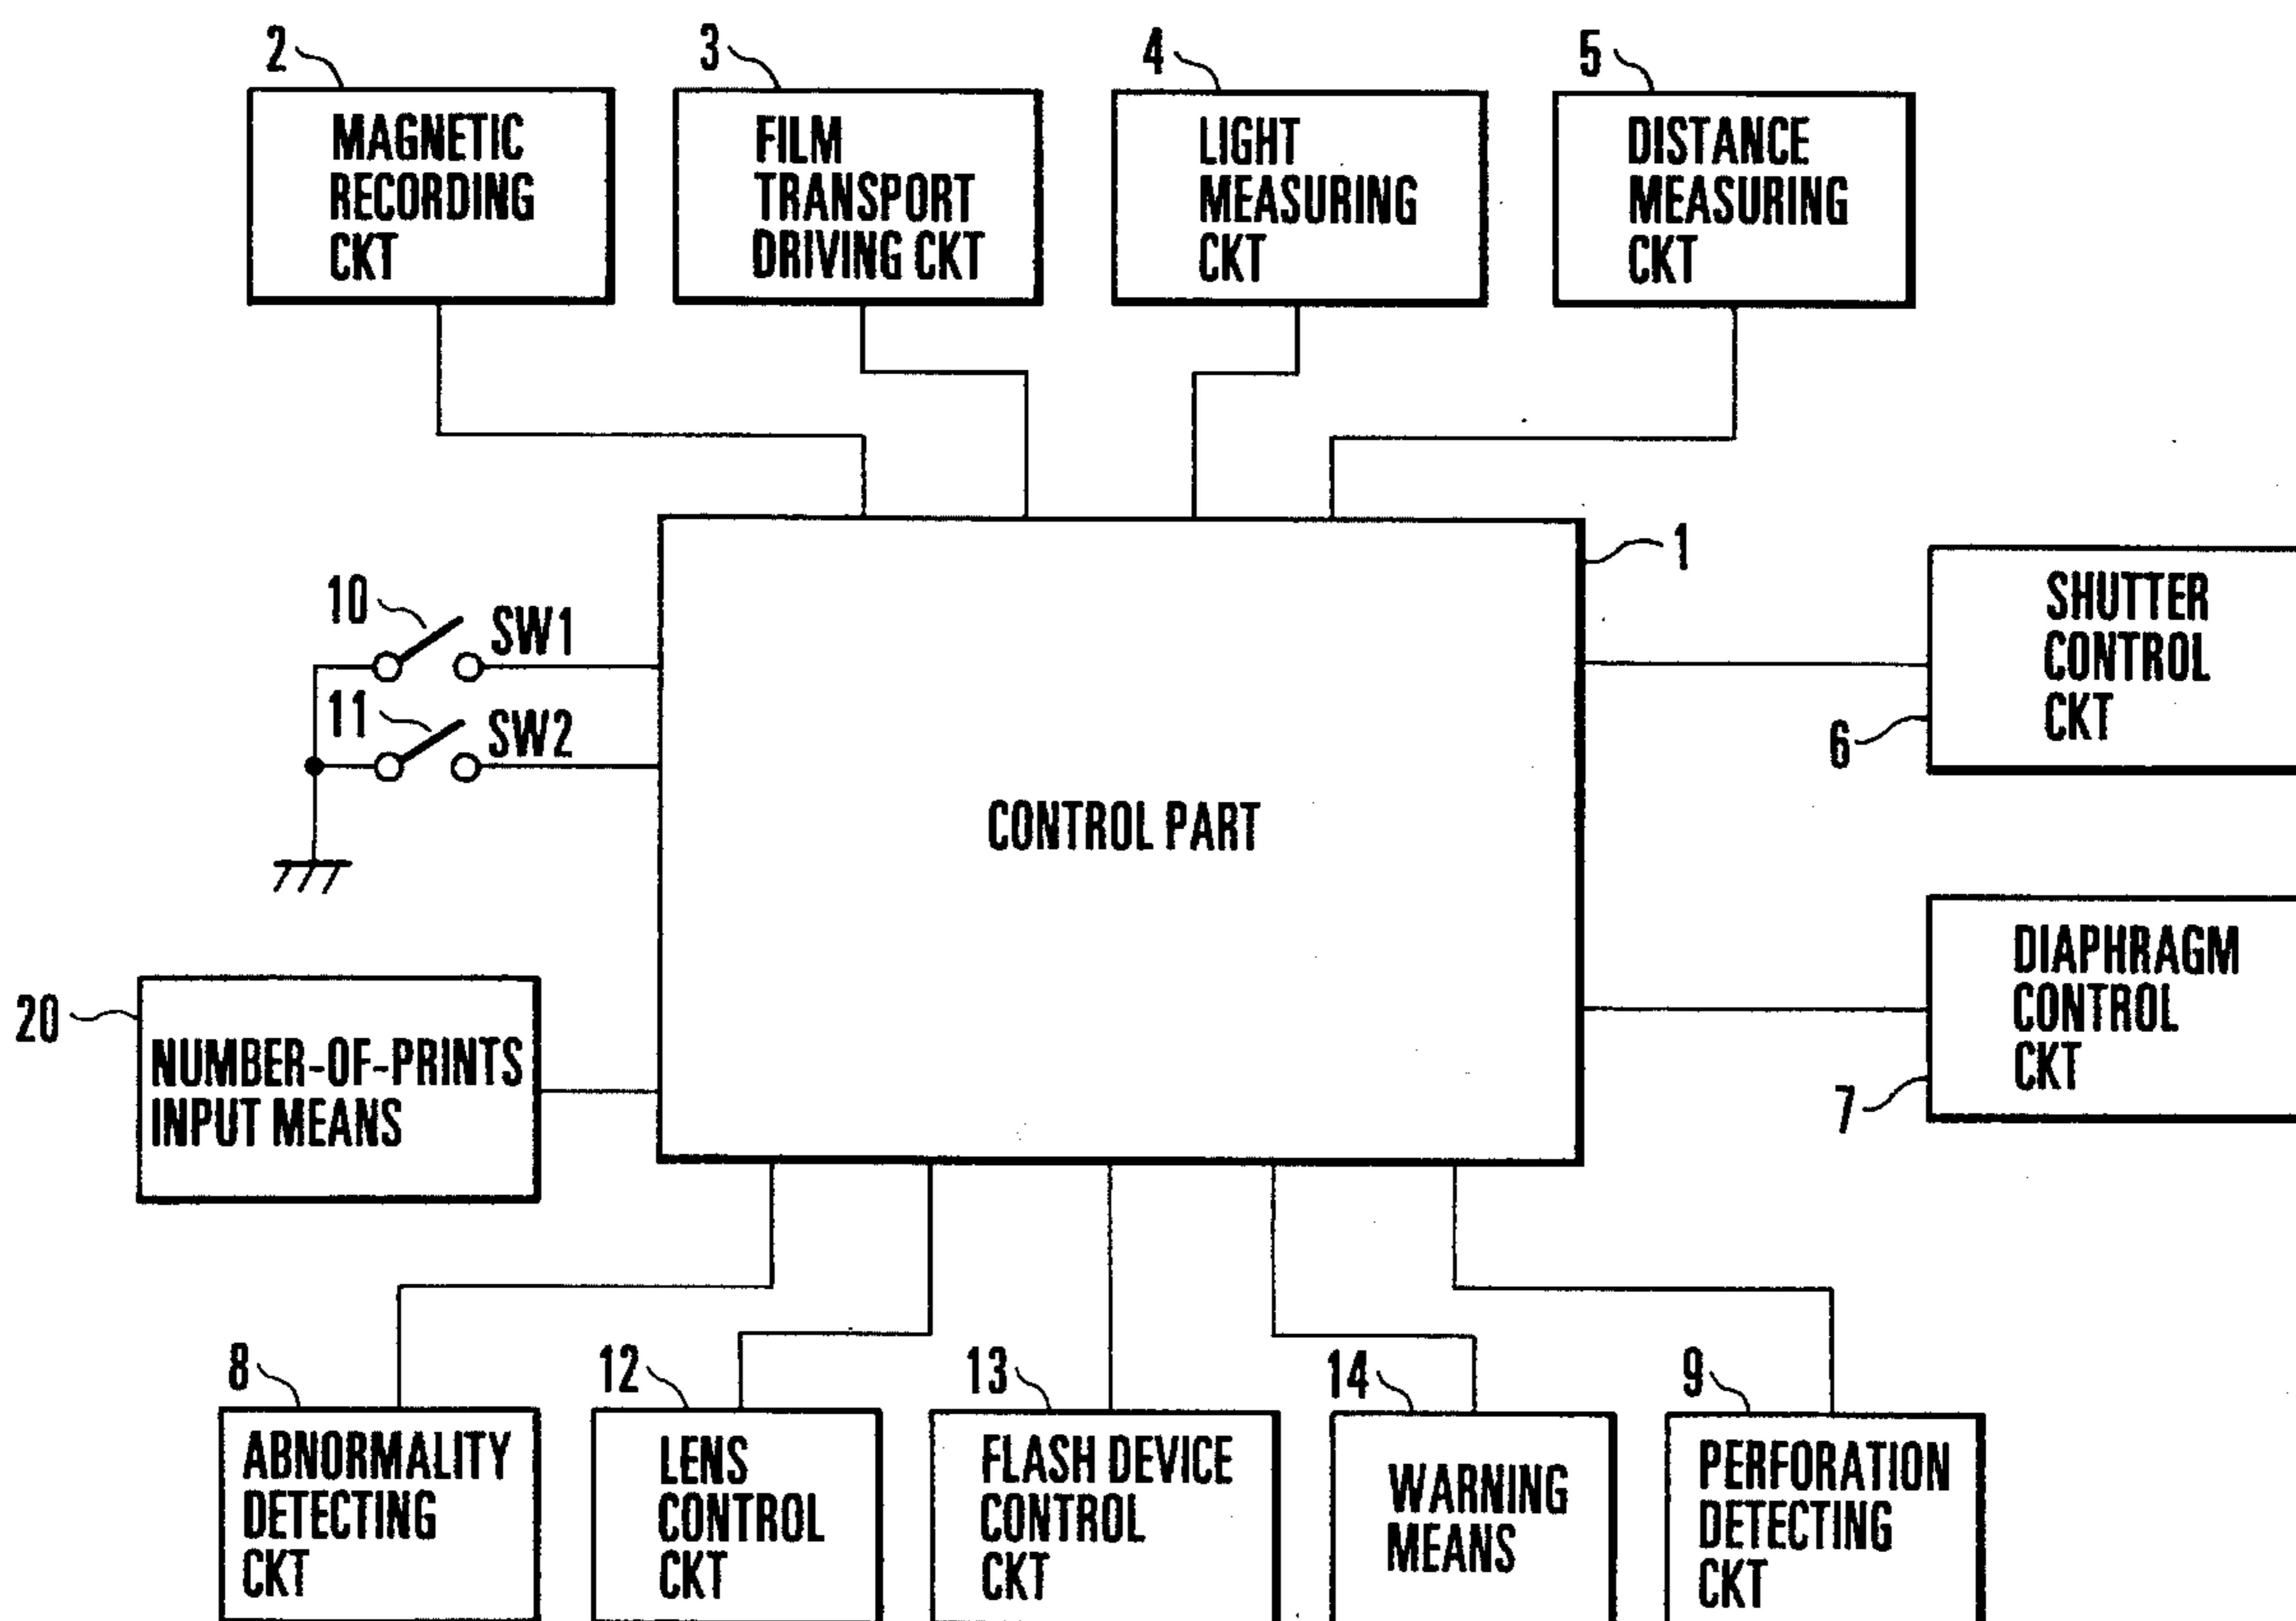 2
3
4
5
MAGNETIC
RECORDING
CKT
FILM
TRANSPORT
DRIVING CKT
LIGHT
MEASURING
CKT
DISTANCE
MEASURING
CKT
1
10
SW1
11
SW2
SHUTTER
CONTROL
CKT
6
CONTROL PART
DIAPHRAGM
CONTROL
CKT
7
20
NUMBER-OF-PRINTS
INPUT MEANS
8
12
13
14
9
ABNORMALITY
DETECTING
CKT
LENS
CONTROL
CKT
FLASH DEVICE
CONTROL
CKT
WARNING
MEANS
PERFORATION
DETECTING
CKT